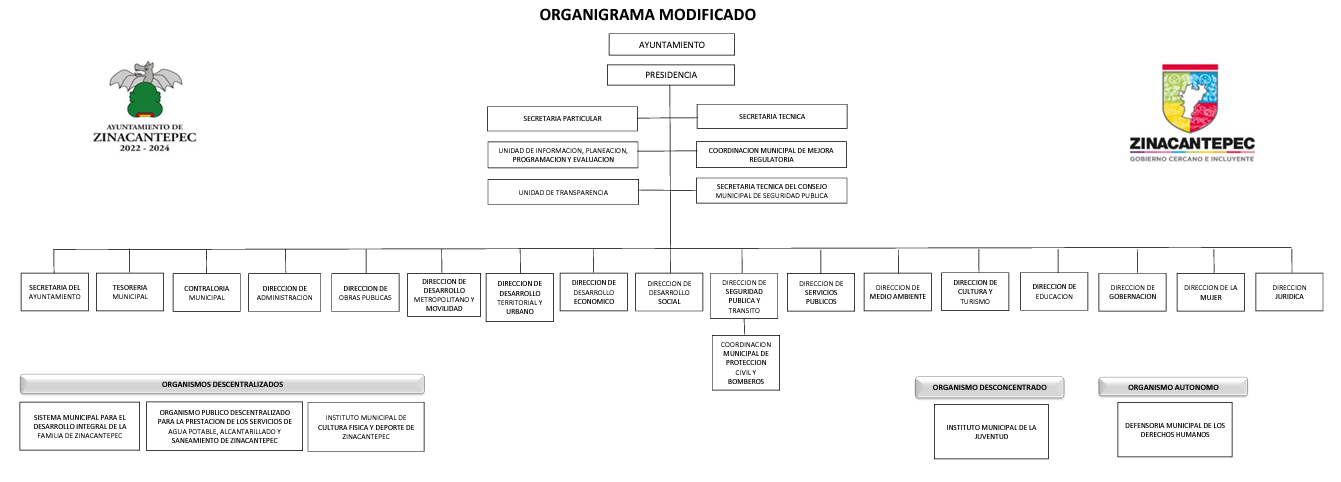 ORGANIGRAMA MODIFICADO
AYUNTAMIENTO
PRESIDENCIA
AYUNTAMIENTO DE
ZINACANTEPEC
2022 - 2024
ZINACANTEPEC
GOBIERNO CERCANO E INCLUYENTE
SECRETARIA PARTICULAR
SECRETARIA TECNICA
UNIDAD DE INFORMACION, PLANEACION,
PROGRAMACION Y EVALUACION
COORDINACION MUNICIPAL DE MEJORA
REGULATORIA
UNIDAD DE TRANSPARENCIA
SECRETARIA TECNICA DEL CONSEJO
MUNICIPAL DE SEGURIDAD PUBLICA
SECRETARIA DEL
AYUNTAMIENTO
TESORERIA
MUNICIPAL
CONTRALORIA
MUNICIPAL
DIRECCION DE
ADMINISTRACION
DIRECCION DE
OBRAS PUBLICAS
DIRECCION DE
DESARROLLO
METROPOLITANO Y
MOVILIDAD
DIRECCION DE
DESARROLLO
TERRITORIAL Y
URBANO
DIRECCION DE
DESARROLLO
ECONOMICO
DIRECCION DE
DESARROLLO
SOCIAL
DIRECCION DE
SEGURIDAD
PUBLICA Y
TRANSITO
DIRECCION DE
SERVICIOS
PUBLICOS
DIRECCION DE
MEDIO AMBIENTE
DIRECCION DE
CULTURA Y
TURISMO
DIRECCION DE
EDUCACION
DIRECCION DE
GOBERNACION
DIRECCION DE LA
MUJER
DIRECCION
JURIDICA
COORDINACION
MUNICIPAL DE
PROTECCION
CIVIL Y
BOMBEROS
ORGANISMOS DESCENTRALIZADOS
SISTEMA MUNICIPAL PARA EL
DESARROLLO INTEGRAL DE LA
FAMILIA DE ZINACANTEPEC
ORGANISMO PUBLICO DESCENTRALIZADO
PARA LA PRESTACION DE LOS SERVICIOS DE
AGUA POTABLE, ALCANTARILLADO Y
SANEAMIENTO DE ZINACANTEPEC
INSTITUTO MUNICIPAL DE
CULTURA FISICA Y DEPORTE DE
ZINACANTEPEC
ORGANISMO DESCONCENTRADO
INSTITUTO MUNICIPAL DE LA
JUVENTUD
ORGANISMO AUTONOMO
DEFENSORIA MUNICIPAL DE LOS
DERECHOS HUMANOS